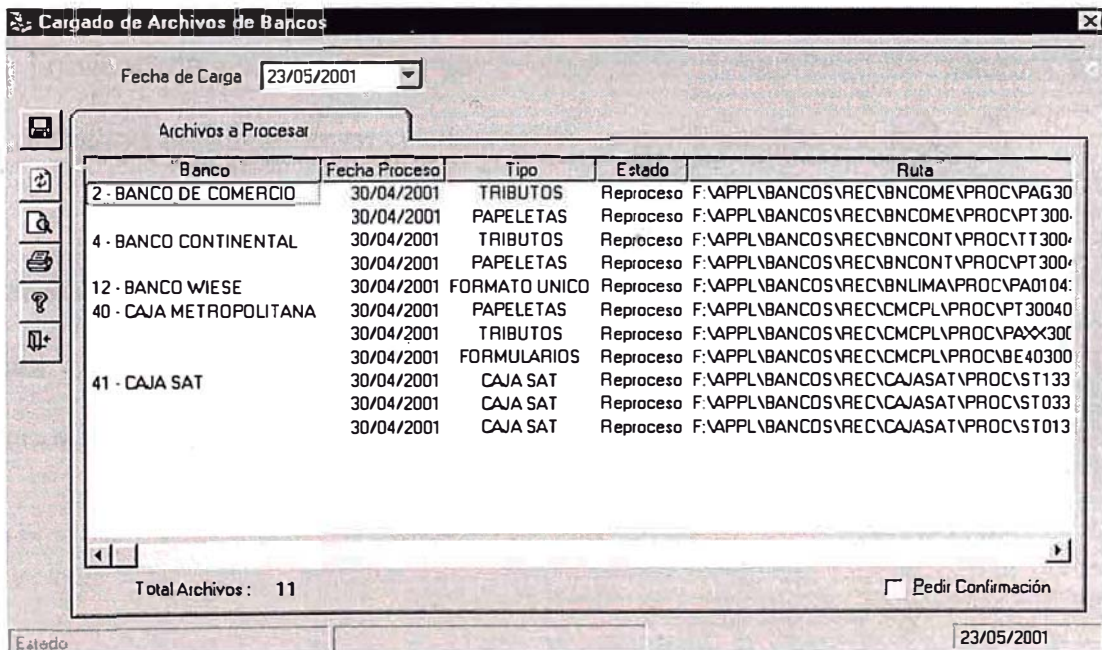 Cargado de Archivos de Bancos
Fecha de Carga 23/05/2001
Archivos a Procesar
Banco Fecha Proceso Tipo Estado Ruta
2 - BANCO DE COMERCIO 30/04/2001 TRIBUTOS Reproceso F:\APPL\BANCOS\REC\BNCOME\PROC\PAG30
30/04/2001 PAPELETAS Reproceso F:\APPL\BANCOS\REC\BNCOME\PROC\PT300
4 - BANCO CONTINENTAL 30/04/2001 TRIBUTOS Reproceso F:\APPL\BANCOS\REC\BNCONT\PROC\TT300
30/04/2001 PAPELETAS Reproceso F:\APPL\BANCOS\REC\BNCONT\PROC\PT300
12 - BANCO WIESE 30/04/2001 FORMATO UNICO Reproceso F:\APPL\BANCOS\REC\BNLIMA\PROC\PA0104
40 - CAJA METROPOLITANA 30/04/2001 PAPELETAS Reproceso F:\APPL\BANCOS\REC\CMCPL\PROC\PT30040
30/04/2001 TRIBUTOS Reproceso F:\APPL\BANCOS\REC\CMCPL\PROC\PAXX300
30/04/2001 FORMULARIOS Reproceso F:\APPL\BANCOS\REC\CMCPL\PROC\BE40300
41 - CAJA SAT 30/04/2001 CAJA SAT Reproceso F:\APPL\BANCOS\REC\CAJASAT\PROC\ST133
30/04/2001 CAJA SAT Reproceso F:\APPL\BANCOS\REC\CAJASAT\PROC\ST033
30/04/2001 CAJA SAT Reproceso F:\APPL\BANCOS\REC\CAJASAT\PROC\ST013
Total Archivos : 11 Pedir Confirmación
Estado 23/05/2001